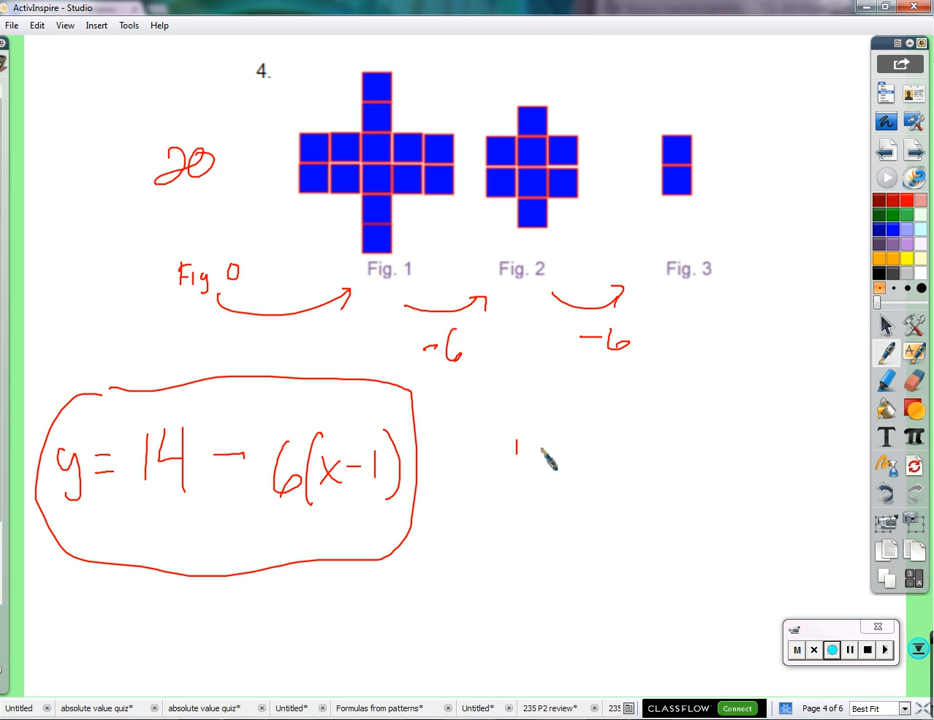 ActivInspire - Studio
File Edit View Insert Tools Help
4.
20
Fig 0
Fig. 1
Fig. 2
Fig. 3
-6
-6
y = 14 - 6(x-1)
1
M
Untitled absolute value quiz* absolute value quiz* Untitled* Formulas from patterns* Untitled* 235 P2 review* 235 CLASSFLOW Connect Page 4 of 6 Best Fit